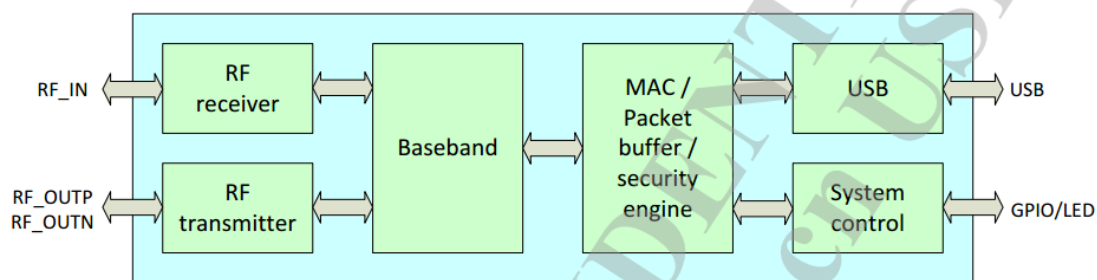 RF_IN
RF
receiver
RF_OUTP
RF_OUTN
RF
transmitter
Baseband
MAC /
Packet
buffer /
security
engine
USB
USB
System
control
GPIO/LED